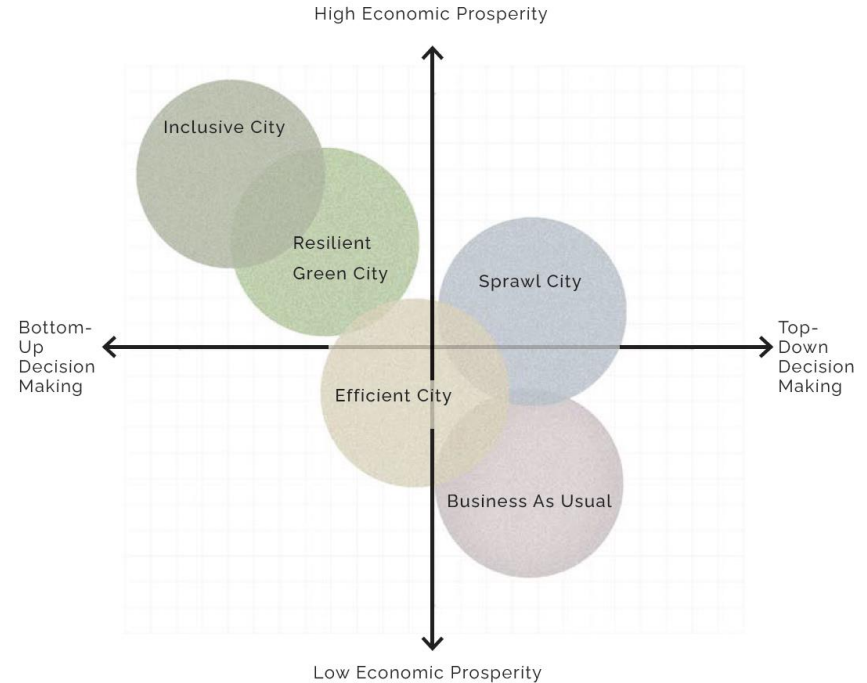 High Economic Prosperity
Inclusive City
Resilient
Green City
Sprawl City
Bottom-
Up
Decision
Making
Top-
Down
Decision
Making
Efficient City
Business As Usual
Low Economic Prosperity